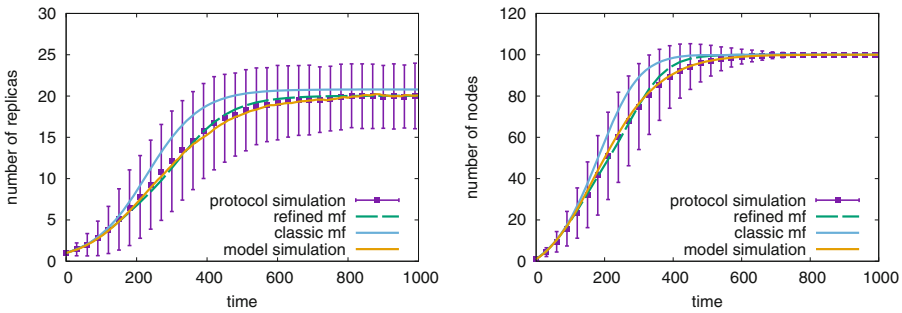 number of replicas
30
25
20
15
10
5
0
protocol simulation
refined mf
classic mf
model simulation
0 200 400 600 800 1000
time
number of nodes
120
100
80
60
40
20
0
protocol simulation
refined mf
classic mf
model simulation
0 200 400 600 800 1000
time